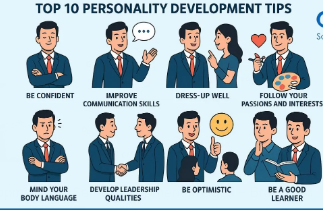 TOP 10 PERSONALITY DEVELOPMENT TIPS
BE CONFIDENT
IMPROVE
COMMUNICATION SKILLS
DRESS-UP WELL
FOLLOW YOUR
PASSIONS AND INTERESTS
MIND YOUR
BODY LANGUAGE
DEVELOP LEADERSHIP
QUALITIES
BE OPTIMISTIC
BE A GOOD
LEARNER